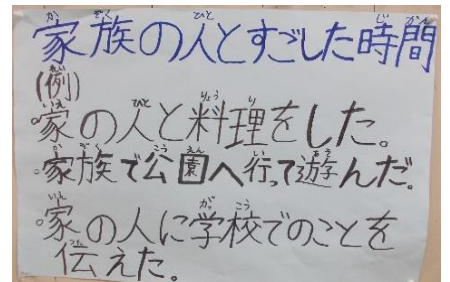 家族の人とすごした時間
(例)
。家の人と料理をした。
。家族で公園へ行って遊んだ。
。家の人に学校でのことを
伝えた。